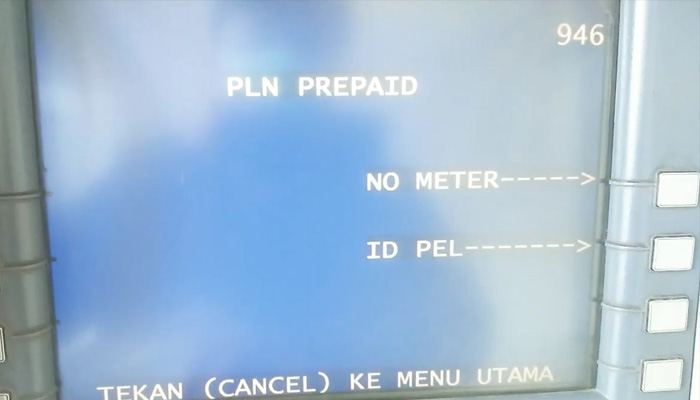 946
PLN PREPAID
NO METER----->
ID PEL------->
TEKAN (CANCEL) KE MENU UTAMA